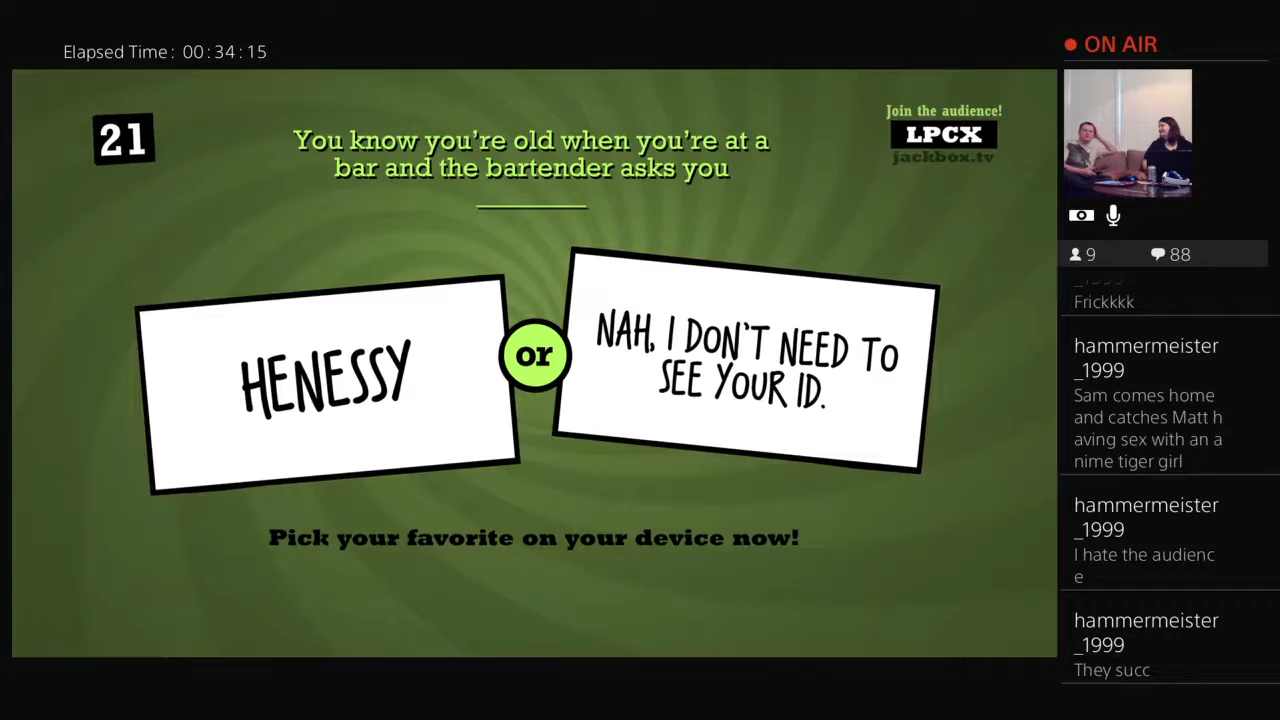 Elapsed Time: 00:34:15
ON AIR
21
You know you're old when you're at a
bar and the bartender asks you
Join the audience!
LPCX
jackbox.tv
HENESSY
or
NAH, I DON'T NEED TO
SEE YOUR ID.
Pick your favorite on your device now!
9
88
_1999
Frickkkk
hammermeister
_1999
Sam comes home
and catches Matt h
aving sex with an a
nime tiger girl
hammermeister
_1999
I hate the audienc
e
hammermeister
_1999
They succ